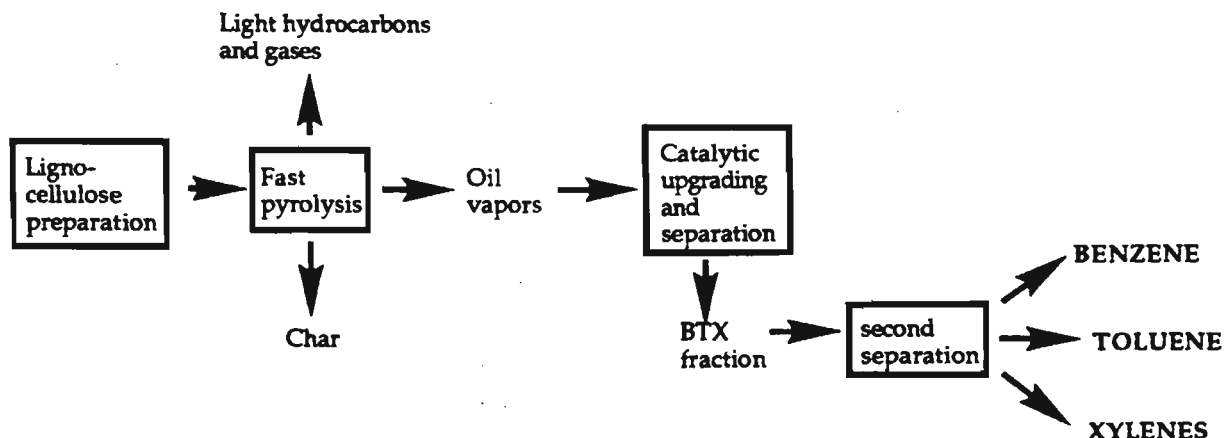 Light hydrocarbons
and gases
Ligno-
cellulose
preparation
Fast
pyrolysis
Oil
vapors
Catalytic
upgrading
and
separation
Char
BTX
fraction
second
separation
BENZENE
TOLUENE
XYLENES